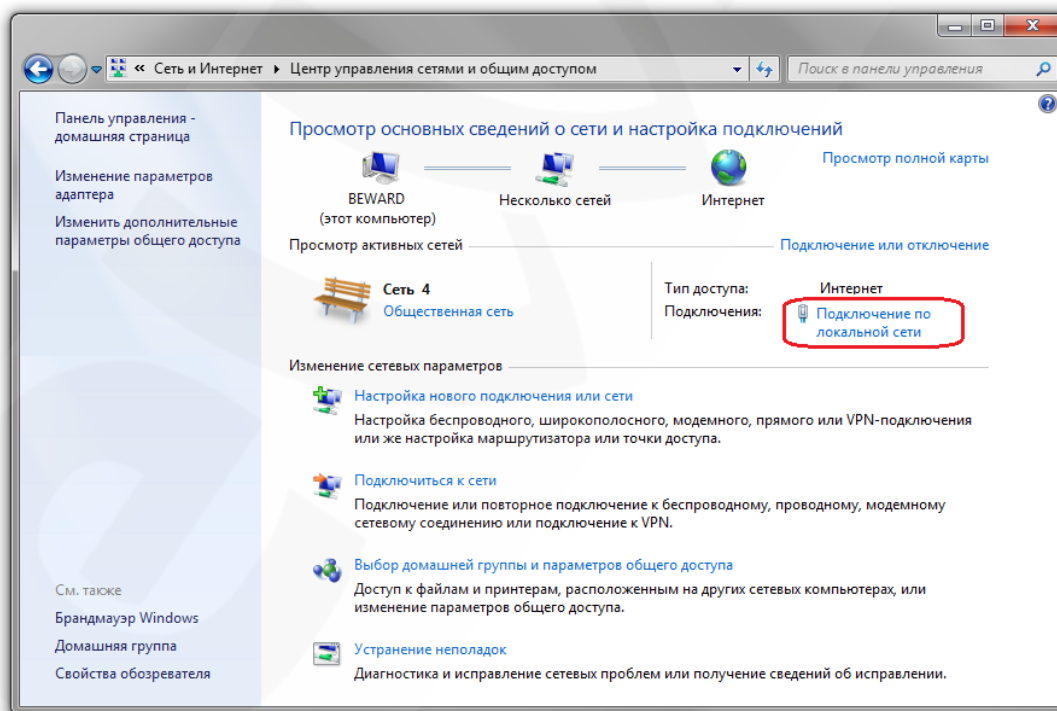 « Сеть и Интернет ▸ Центр управления сетями и общим доступом
Поиск в панели управления
Панель управления -
домашняя страница
Изменение параметров
адаптера
Изменить дополнительные
параметры общего доступа
Просмотр основных сведений о сети и настройка подключений
Просмотр полной карты
BEWARD
(этот компьютер)
Несколько сетей
Интернет
Просмотр активных сетей
Подключение или отключение
Сеть 4
Общественная сеть
Тип доступа: Интернет
Подключения: Подключение по
локальной сети
Изменение сетевых параметров
Настройка нового подключения или сети
Настройка беспроводного, широкополосного, модемного, прямого или VPN-подключения
или же настройка маршрутизатора или точки доступа.
Подключиться к сети
Подключение или повторное подключение к беспроводному, проводному, модемному
сетевому соединению или подключение к VPN.
Выбор домашней группы и параметров общего доступа
Доступ к файлам и принтерам, расположенным на других сетевых компьютерах, или
изменение параметров общего доступа.
Устранение неполадок
Диагностика и исправление сетевых проблем или получение сведений об исправлении.
См. также
Брандмауэр Windows
Домашняя группа
Свойства обозревателя